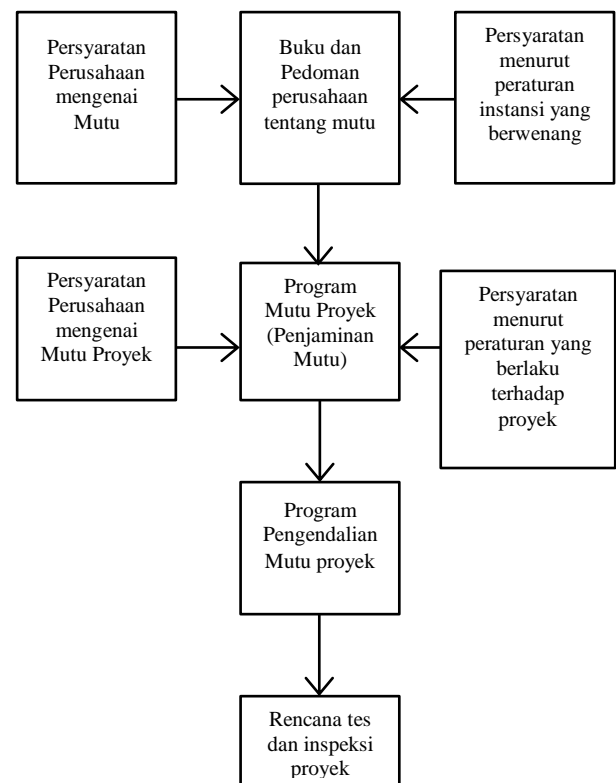 Persyaratan
Perusahaan
mengenai
Mutu
Buku dan
Pedoman
perusahaan
tentang mutu
Persyaratan
menurut
peraturan
instansi yang
berwenang
Persyaratan
Perusahaan
mengenai
Mutu Proyek
Program
Mutu Proyek
(Penjaminan
Mutu)
Persyaratan
menurut
peraturan yang
berlaku
terhadap
proyek
Program
Pengendalian
Mutu proyek
Rencana tes
dan inspeksi
proyek